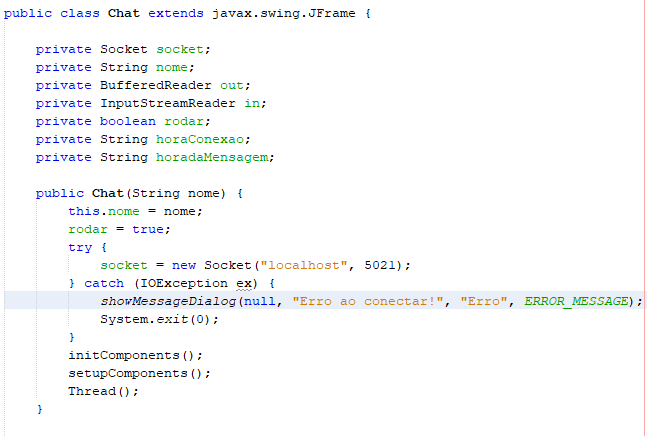 public class Chat extends javax.swing.JFrame {
private Socket socket;
private String nome;
private BufferedReader out;
private InputStreamReader in;
private boolean rodar;
private String horaConexao;
private String horadaMensagem;
public Chat(String nome) {
this.nome = nome;
rodar = true;
try {
socket = new Socket("localhost", 5021);
} catch (IOException ex) {
showMessageDialog(null, "Erro ao conectar!", "Erro", ERROR_MESSAGE);
System.exit(0);
}
initComponents();
setupComponents();
Thread();
}